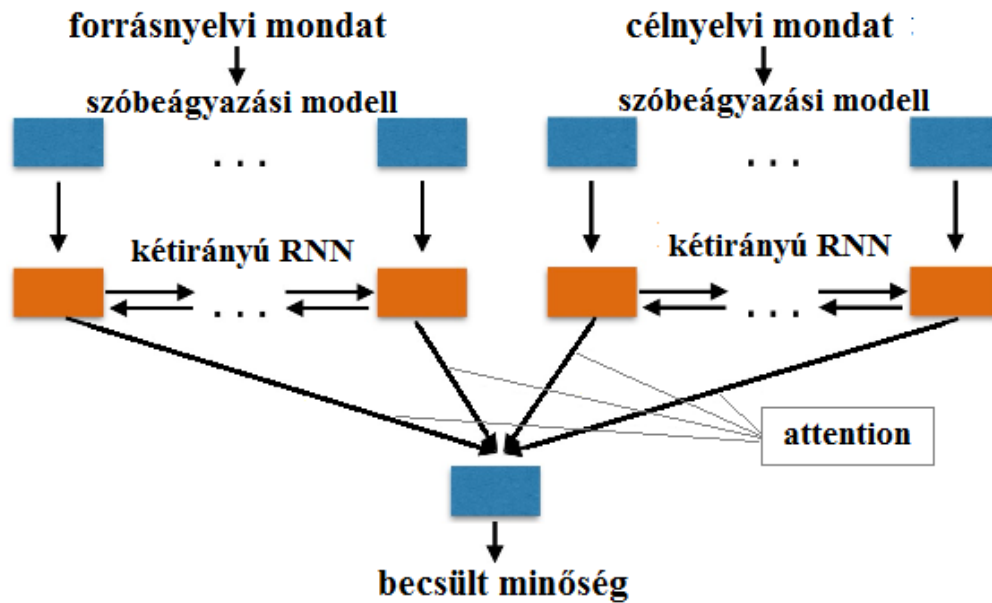 forrásnyelvi mondat
célnyelvi mondat
szóbeágyazási modell
szóbeágyazási modell
. . .
. . .
kétirányú RNN
kétirányú RNN
. . .
. . .
attention
becsült minőség